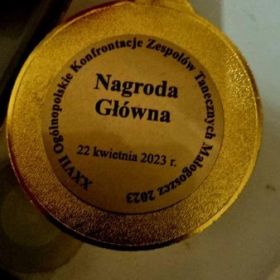 XXVII Ogólnopolskie Konfrontacje Zespołów Tanecznych Małogoszcz 2023
Nagroda
Główna
22 kwietnia 2023 r.